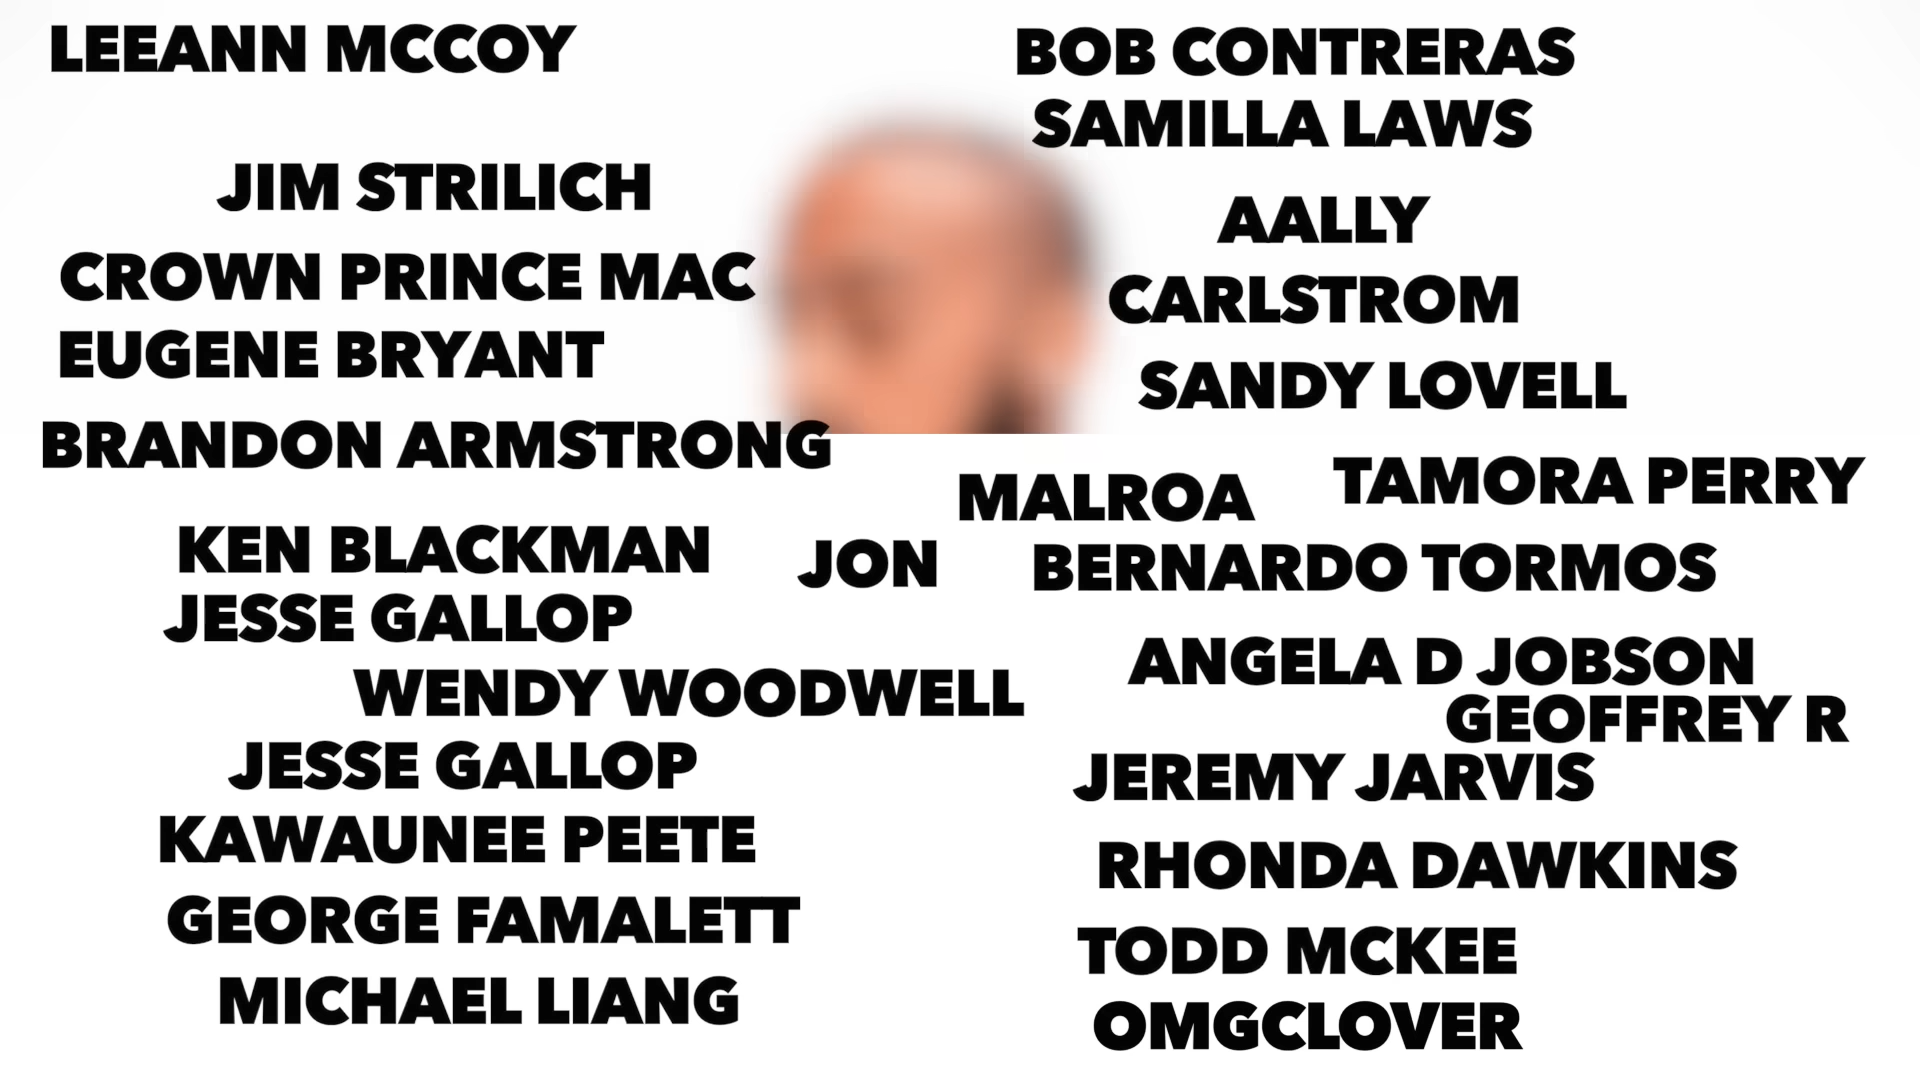 LEEANN MCCOY
JIM STRILICH
CROWN PRINCE MAC
EUGENE BRYANT
BRANDON ARMSTRONG
KEN BLACKMAN
JESSE GALLOP
WENDY WOODWELL
JESSE GALLOP
KAWAUNEE PEETE
GEORGE FAMALETT
MICHAEL LIANG
JON
BOB CONTRERAS
SAMILLA LAWS
AALLY
CARLSTROM
SANDY LOVELL
TAMORA PERRY
MALROA
BERNARDO TORMOS
ANGELA D JOBSON
GEOFFREY R
JEREMY JARVIS
RHONDA DAWKINS
TODD MCKEE
OMGCLOVER